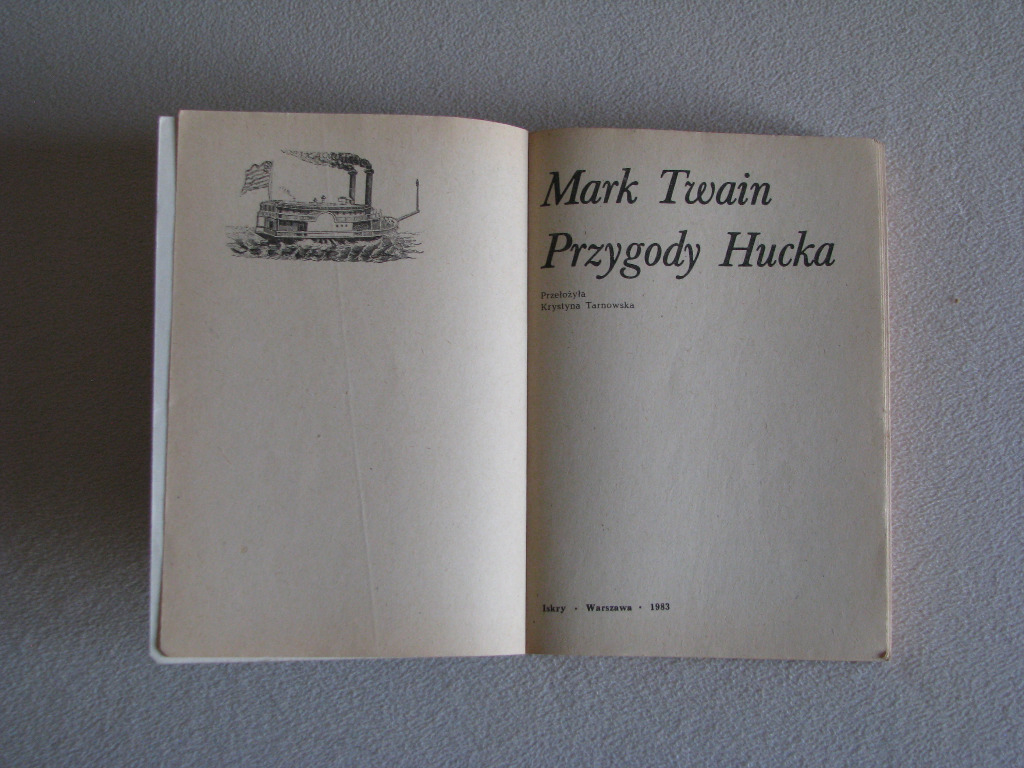 Mark Twain
Przygody Hucka
Przełożyła
Krystyna Tarnowska
Iskry • Warszawa • 1983